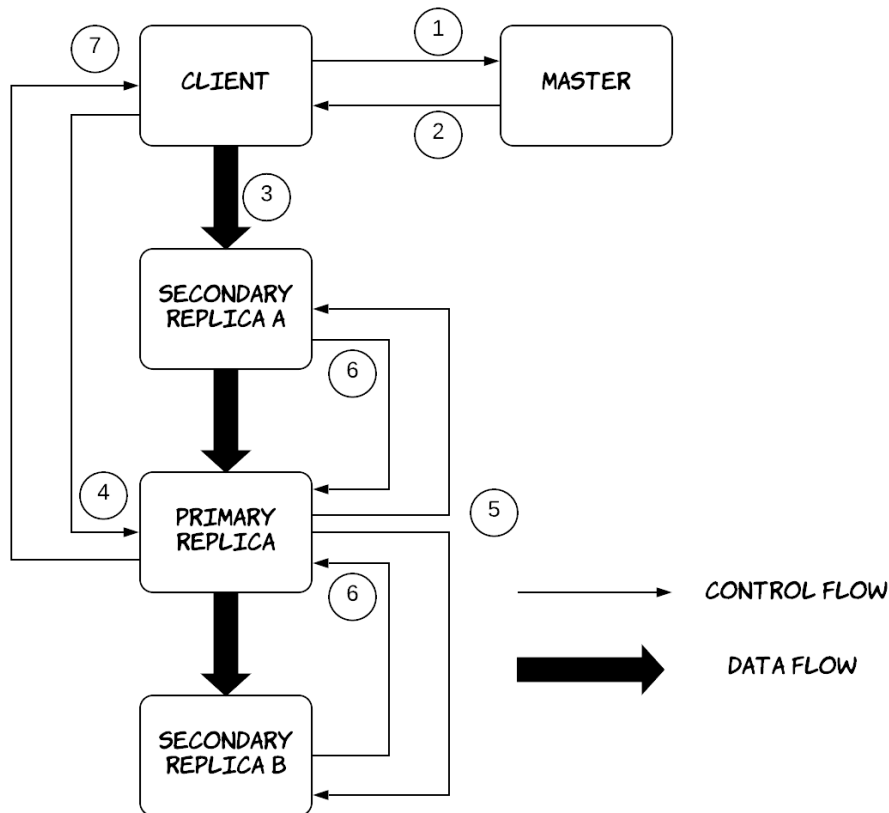 1
7
CLIENT
MASTER
2
3
SECONDARY
REPLICA A
6
4
5
PRIMARY
REPLICA
6
CONTROL FLOW
DATA FLOW
SECONDARY
REPLICA B